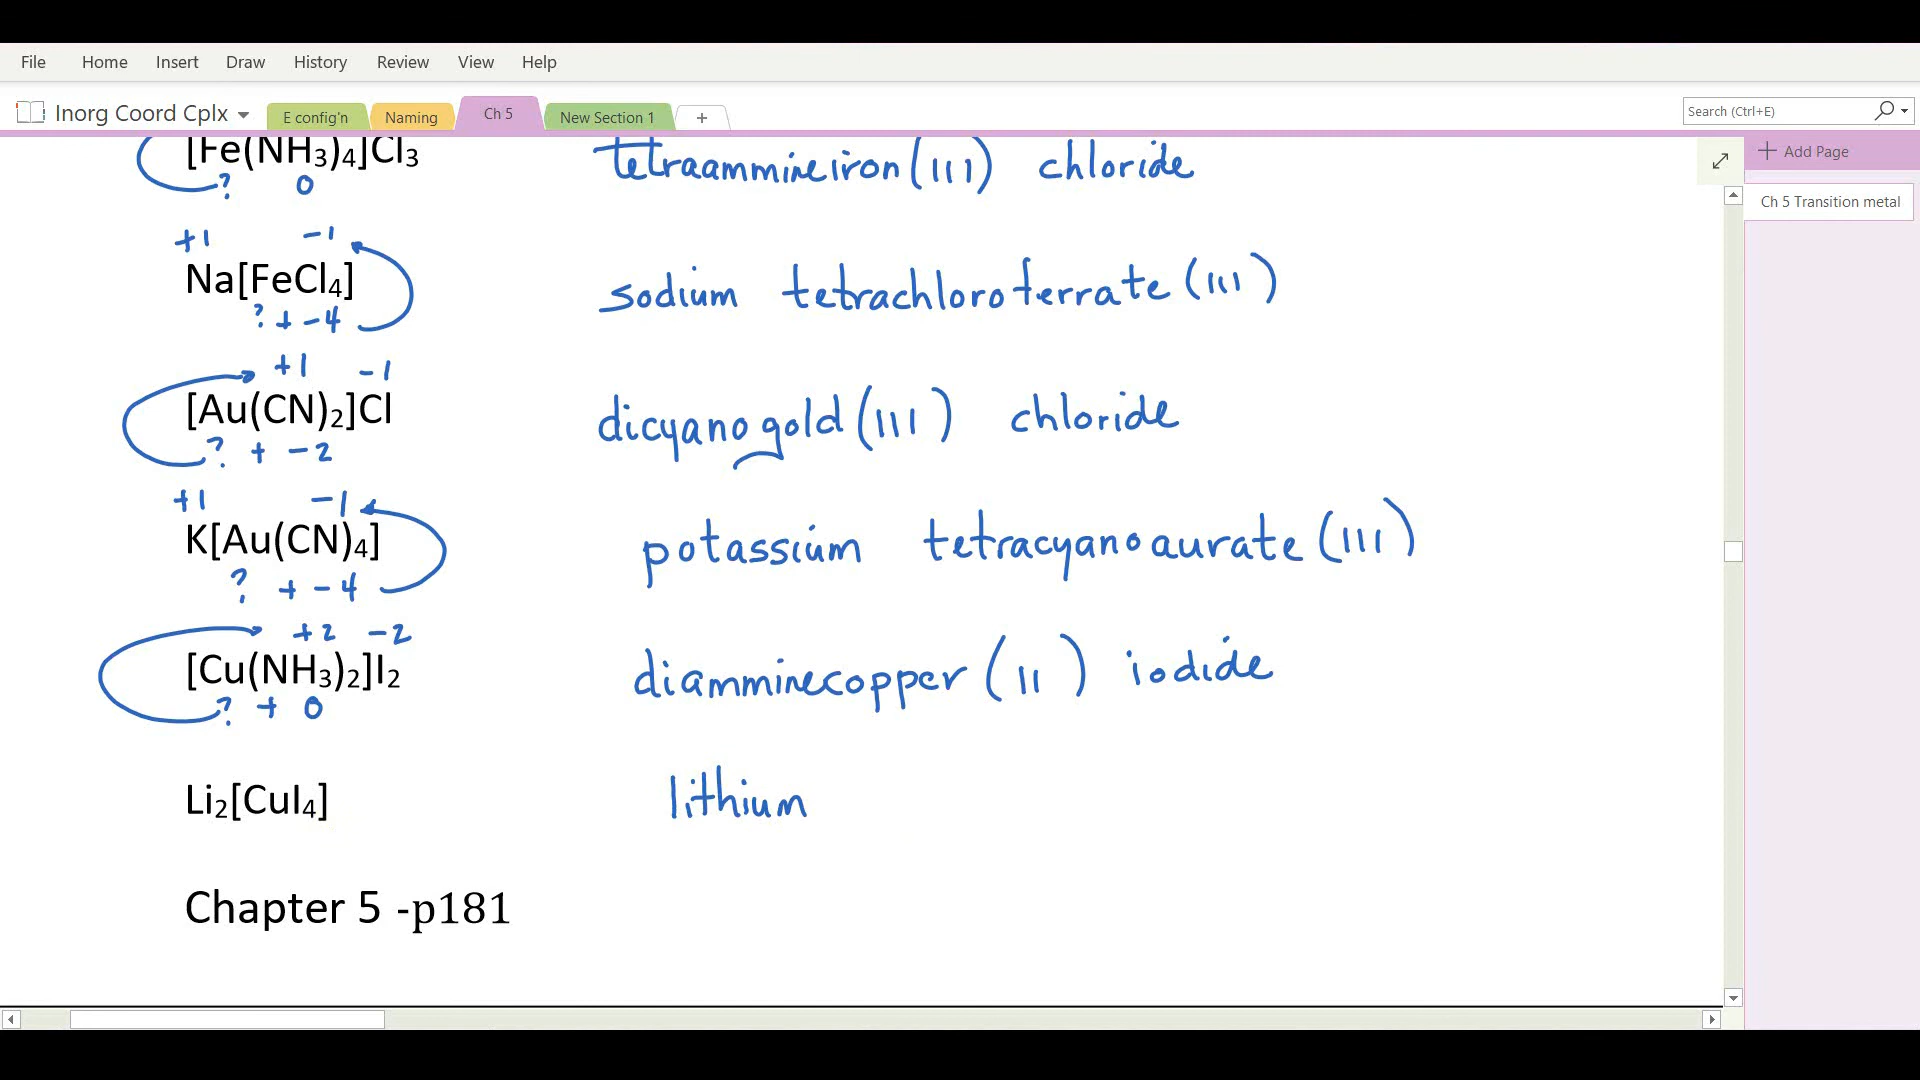 File Home Insert Draw History Review View Help
Inorg Coord Cplx E config'n Naming Ch 5 New Section 1 + Search (Ctrl+E)
+ Add Page
Ch 5 Transition metal
[Fe(NH₃)₄]Cl₃ tetraammineiron(III) chloride
? 0
+1 -1
Na[FeCl₄] sodium tetrachloroferrate(III)
? + -4
+1 -1
[Au(CN)₂]Cl dicyanogold(III) chloride
? + -2
+1 -1
K[Au(CN)₄] potassium tetracyanoaurate(III)
? + -4
+2 -2
[Cu(NH₃)₂]I₂ diamminecopper(II) iodide
? + 0
Li₂[CuI₄] lithium
Chapter 5 -p181